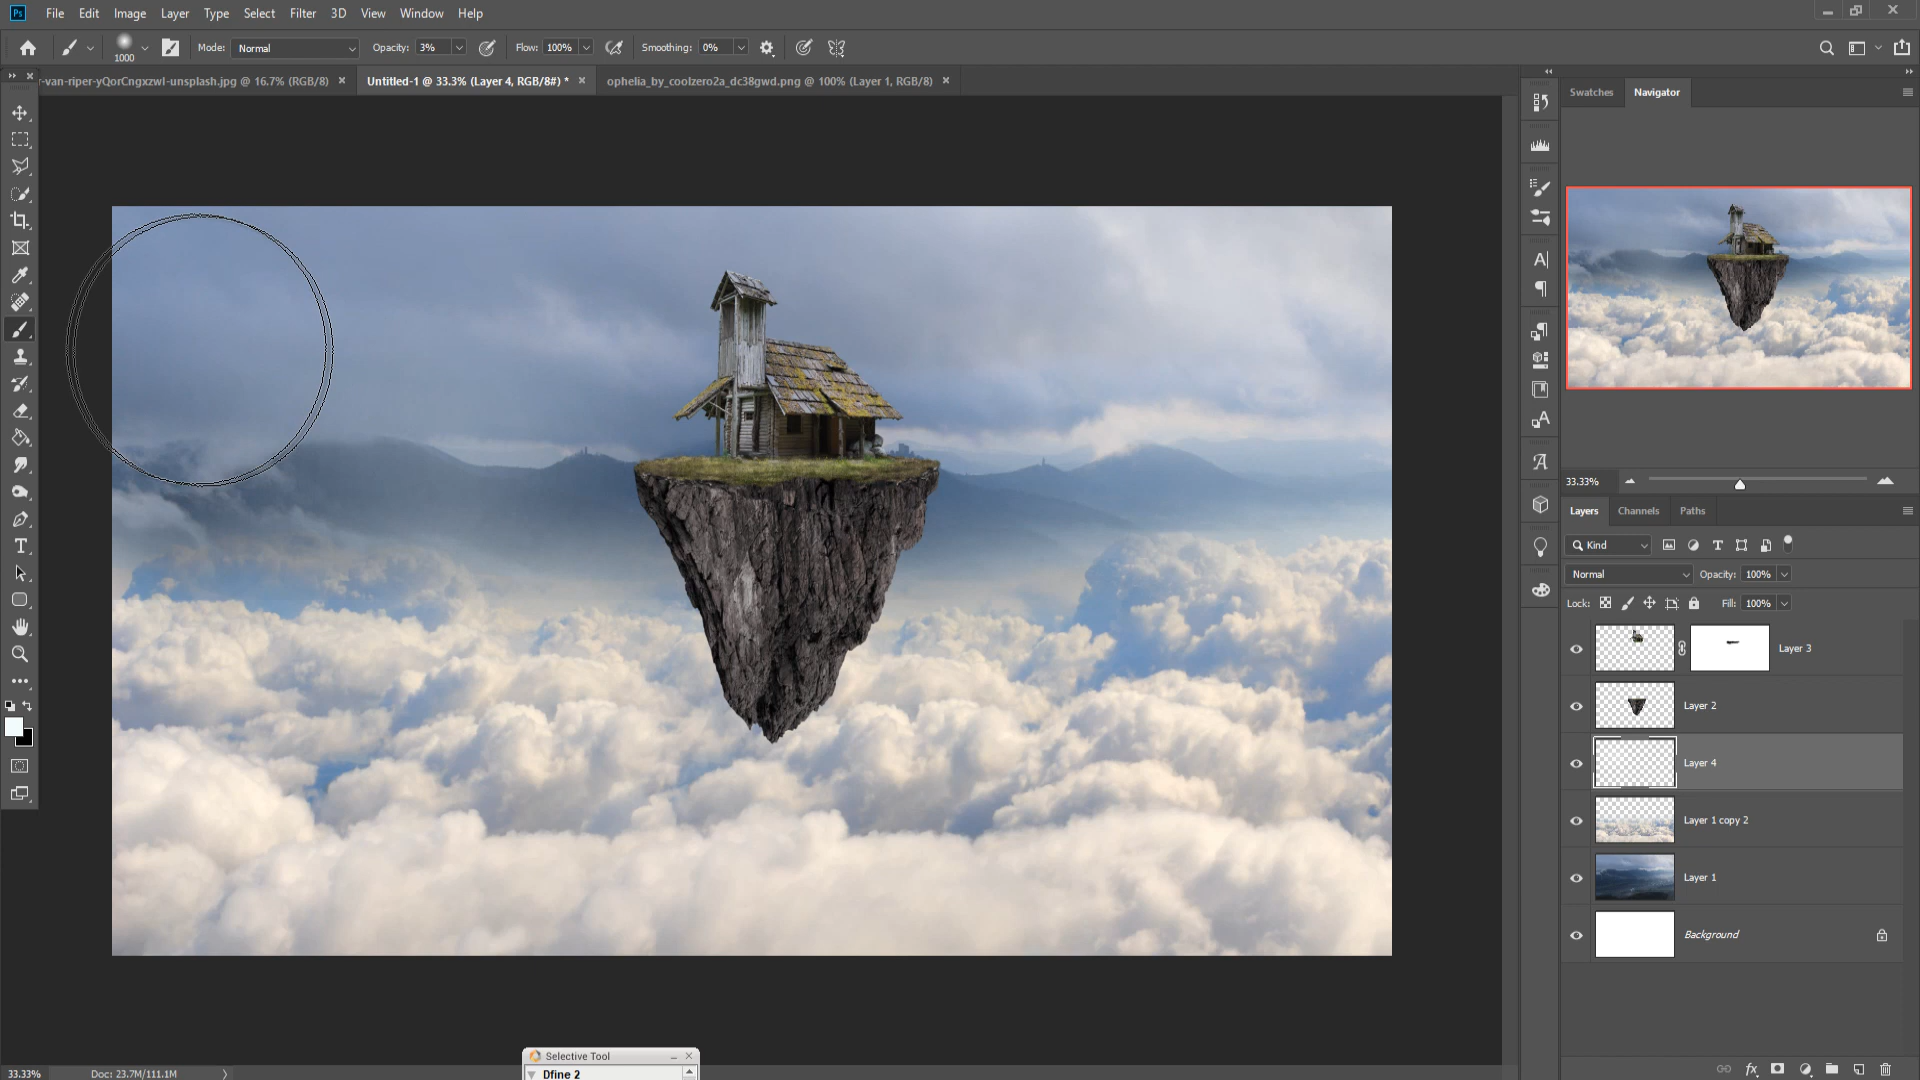 Ps File Edit Image Layer Type Select Filter 3D View Window Help
1000 Mode: Normal Opacity: 3% Flow: 100% Smoothing: 0%
-van-riper-yQorCngxzwI-unsplash.jpg @ 16.7% (RGB/8) × Untitled-1 @ 33.3% (Layer 4, RGB/8#) * × ophelia_by_coolzero2a_dc38gwd.png @ 100% (Layer 1, RGB/8) ×
Swatches Navigator
33.33%
Layers Channels Paths
Kind
Normal Opacity: 100%
Lock: Fill: 100%
Layer 3
Layer 2
Layer 4
Layer 1 copy 2
Layer 1
Background
Selective Tool
Dfine 2
33.33% Doc: 23.7M/111.1M